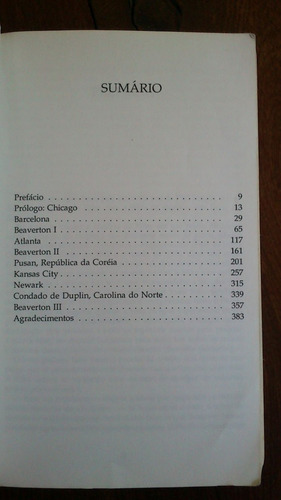 SUMÁRIO
Prefácio . . . . . . . . . . . . . . . . . . . . . . . . . . . . 9
Prólogo: Chicago . . . . . . . . . . . . . . . . . . . . . . 13
Barcelona . . . . . . . . . . . . . . . . . . . . . . . . . . . 29
Beaverton I . . . . . . . . . . . . . . . . . . . . . . . . . . 65
Atlanta . . . . . . . . . . . . . . . . . . . . . . . . . . . . 117
Beaverton II . . . . . . . . . . . . . . . . . . . . . . . . . 161
Pusan, República da Coréia . . . . . . . . . . . . . . . 201
Kansas City . . . . . . . . . . . . . . . . . . . . . . . . . . 257
Newark . . . . . . . . . . . . . . . . . . . . . . . . . . . . 315
Condado de Duplin, Carolina do Norte . . . . . . . . . 339
Beaverton III . . . . . . . . . . . . . . . . . . . . . . . . . 357
Agradecimentos . . . . . . . . . . . . . . . . . . . . . . . 383